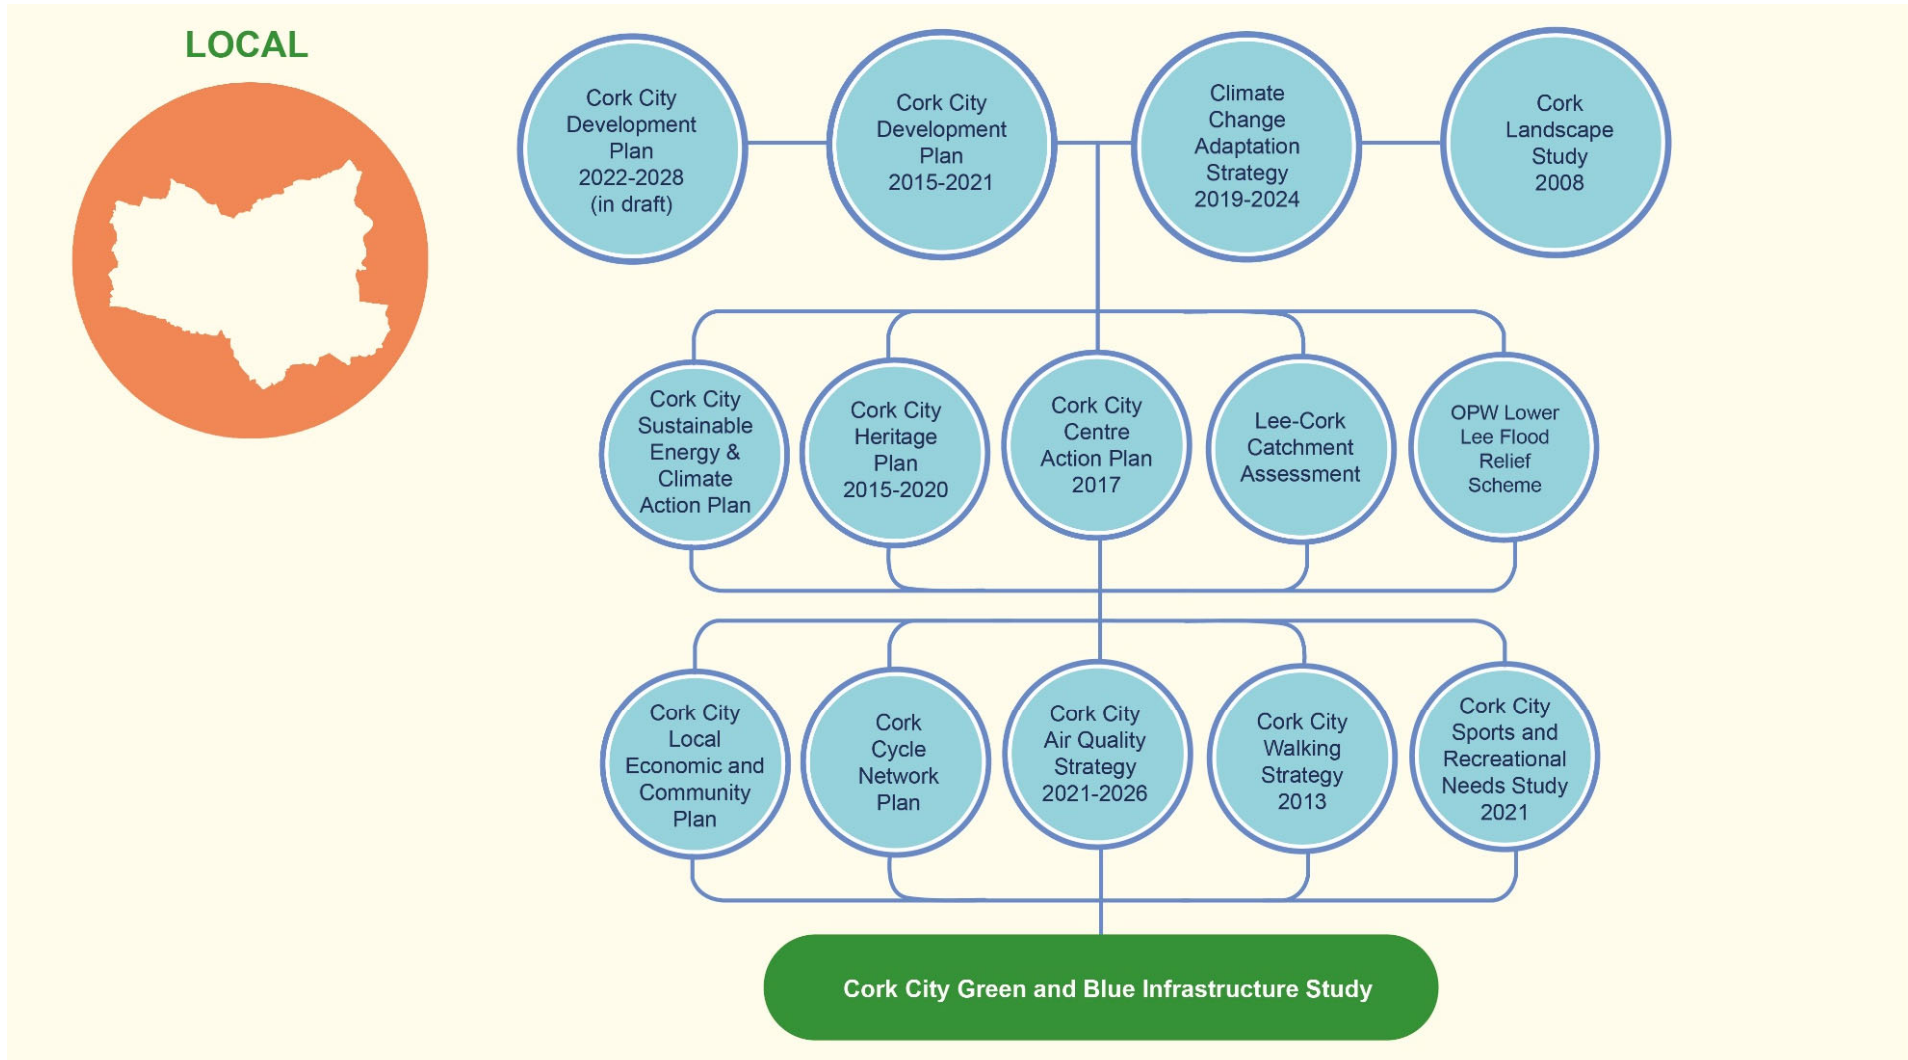 LOCAL
Cork City
Development
Plan
2022-2028
(in draft)
Cork City
Development
Plan
2015-2021
Climate
Change
Adaptation
Strategy
2019-2024
Cork
Landscape
Study
2008
Cork City
Sustainable
Energy &
Climate
Action Plan
Cork City
Heritage
Plan
2015-2020
Cork City
Centre
Action Plan
2017
Lee-Cork
Catchment
Assessment
OPW Lower
Lee Flood
Relief
Scheme
Cork City
Local
Economic and
Community
Plan
Cork
Cycle
Network
Plan
Cork City
Air Quality
Strategy
2021-2026
Cork City
Walking
Strategy
2013
Cork City
Sports and
Recreational
Needs Study
2021
Cork City Green and Blue Infrastructure Study